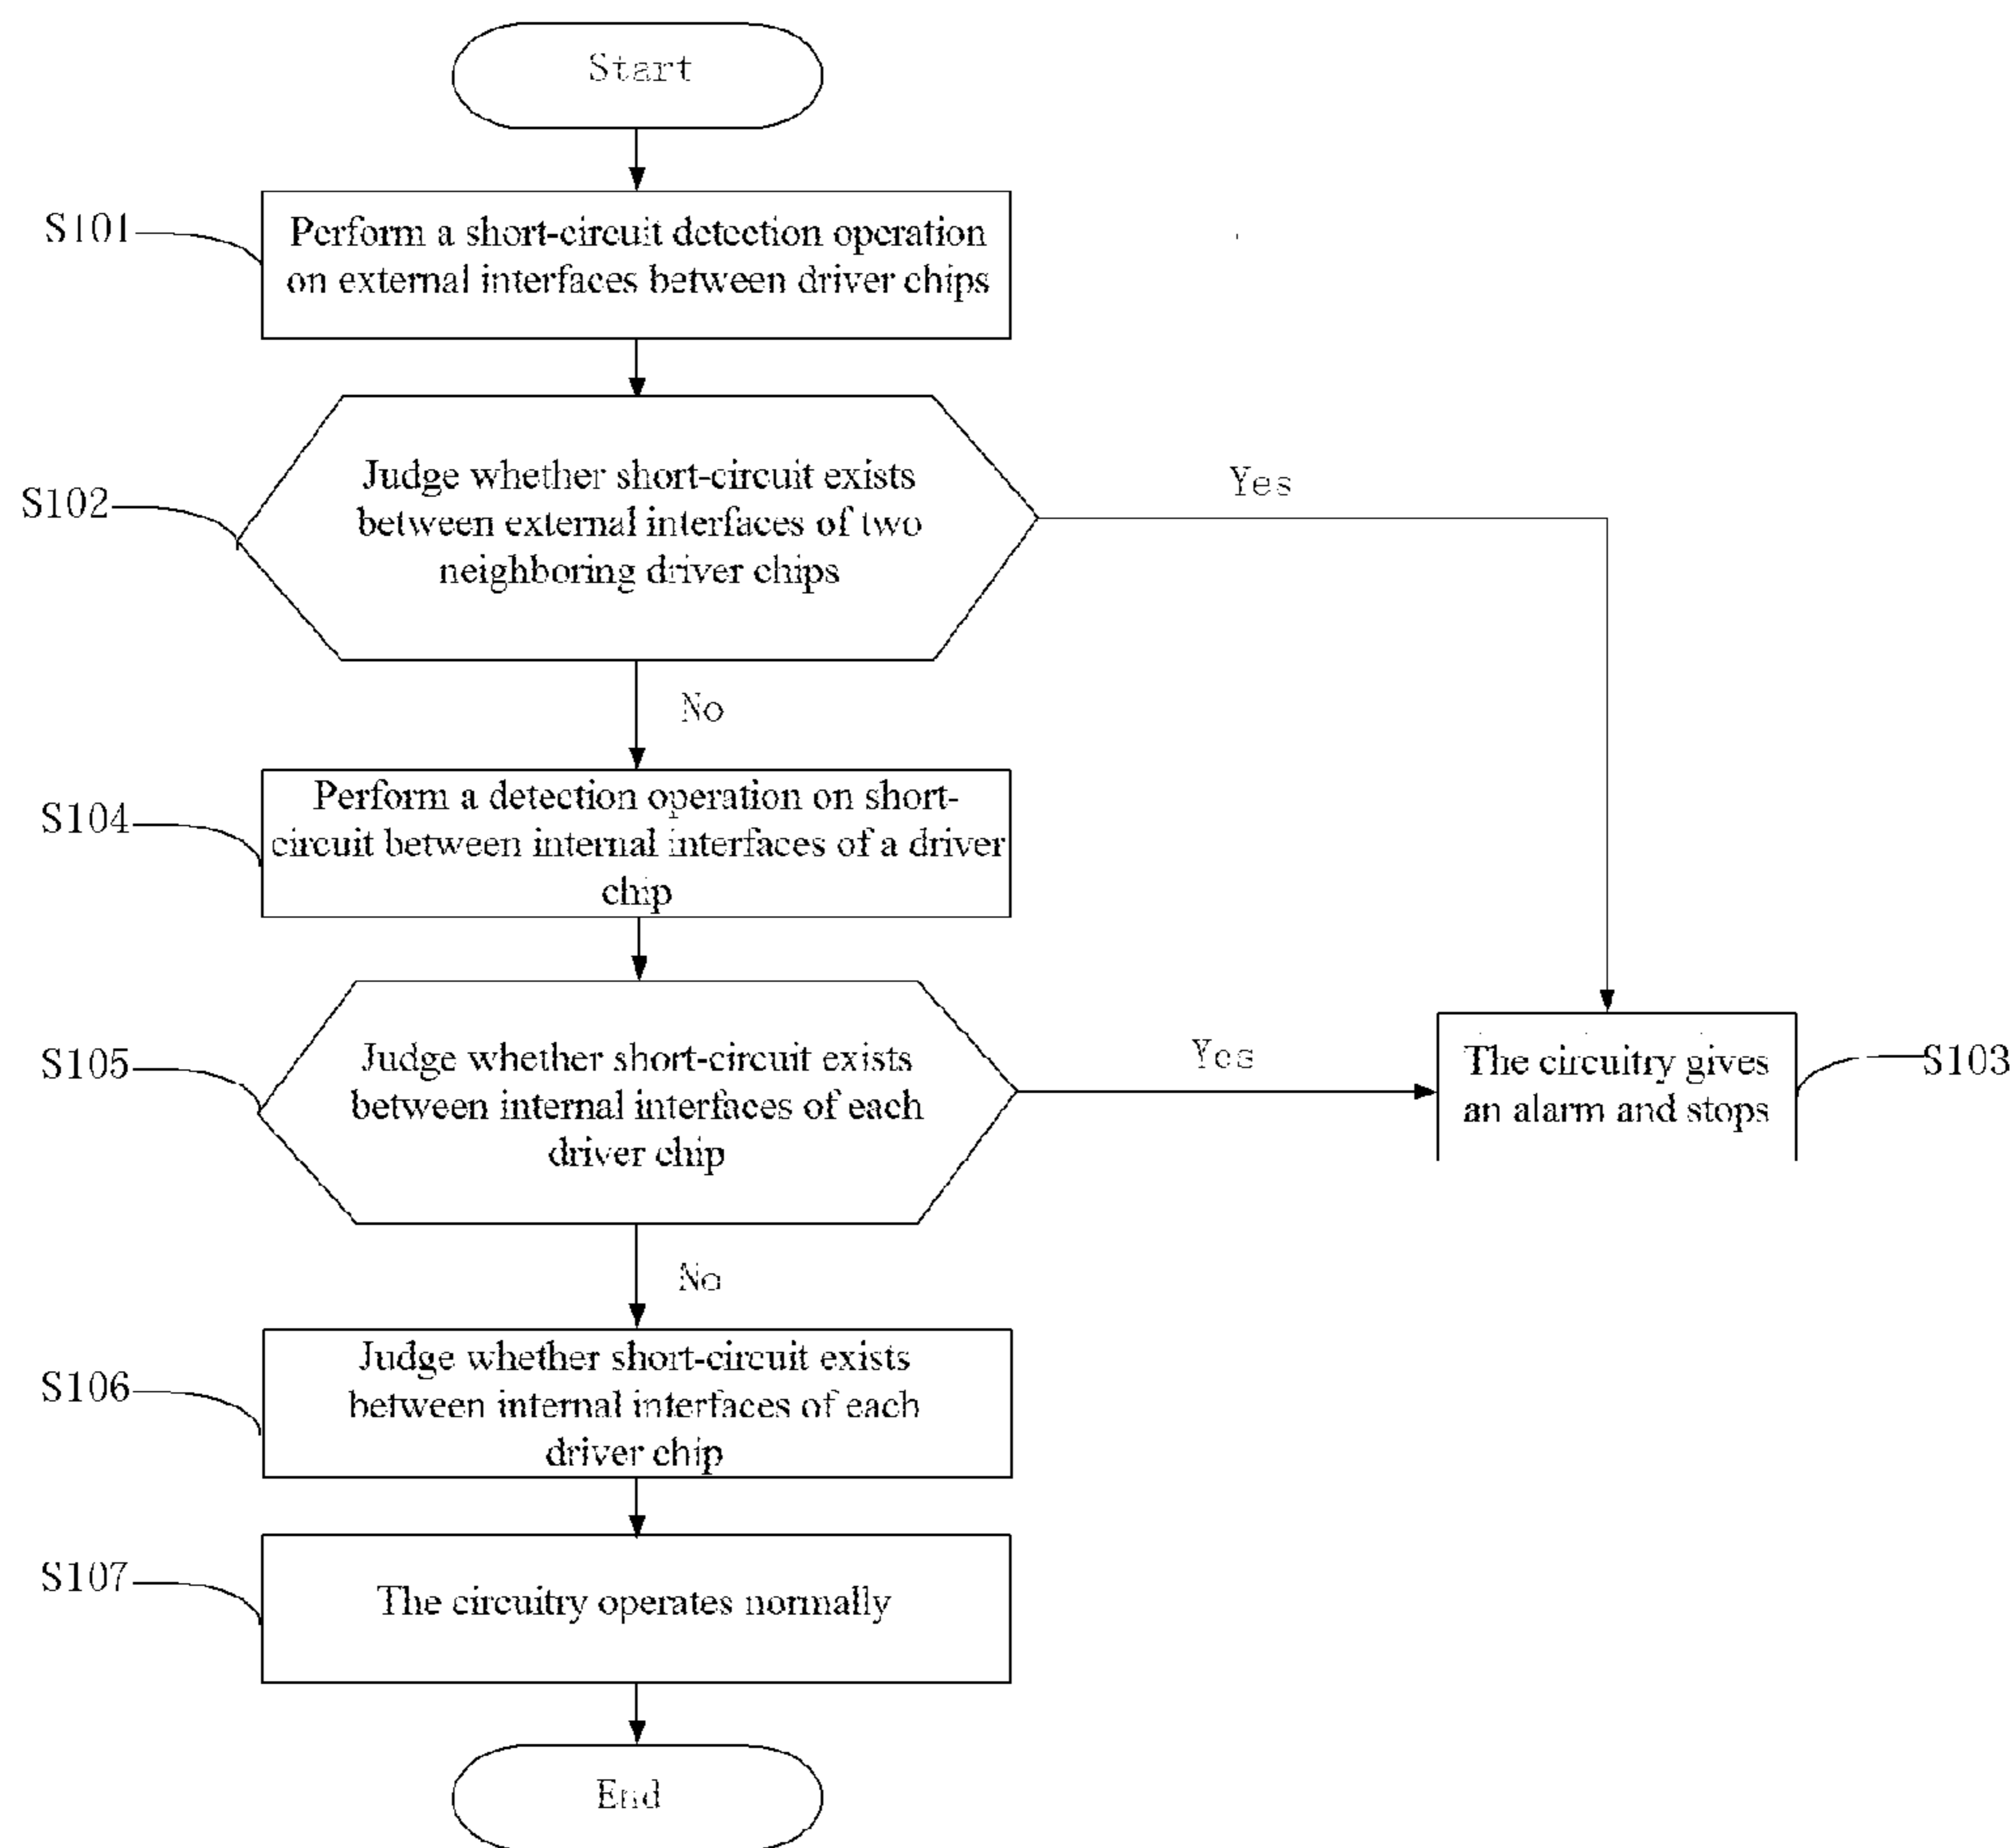 Start
S101
Perform a short-circuit detection operation
on external interfaces between driver chips
S102
Judge whether short-circuit exists
between external interfaces of two
neighboring driver chips
Yes
No
S104
Perform a detection operation on short-
circuit between internal interfaces of a driver
chip
S105
Judge whether short-circuit exists
between internal interfaces of each
driver chip
Yes
The circuitry gives
an alarm and stops
S103
No
S106
Judge whether short-circuit exists
between internal interfaces of each
driver chip
S107
The circuitry operates normally
End